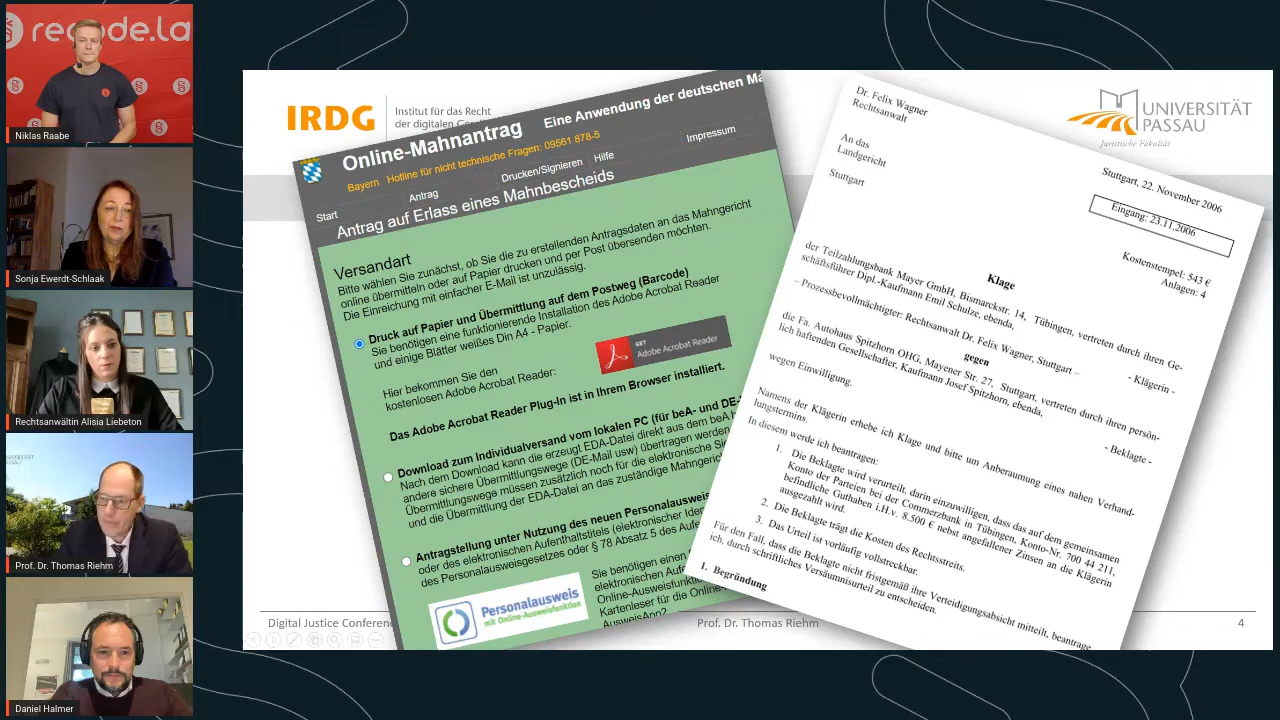 recode.la
Niklas Raabe
Sonja Ewerdt-Schlaak
Rechtsanwältin Alisia Liebeton
Prof. Dr. Thomas Riehm
Daniel Halmer
IRDG
Institut für das Recht
der digitalen
UNIVERSITÄT
PASSAU
Juristische Fakultät
Online-Mahnantrag
Eine Anwendung der deutschen
Bayern Hotline für nicht technische Fragen: 09561 878-5
Start
Antrag
Drucken/Signieren
Hilfe
Impressum
Antrag auf Erlass eines Mahnbescheids
Versandart
Bitte wählen Sie zunächst, ob Sie die zu erstellenden Antragsdaten an das Mahngericht
online übermitteln oder auf Papier drucken und per Post übersenden möchten.
Die Einreichung mit einfacher E-Mail ist unzulässig.
Druck auf Papier und Übermittlung auf dem Postweg (Barcode)
Sie benötigen eine funktionierende Installation des Adobe Acrobat Reader
und einige Blätter weißes Din A4 - Papier.
Hier bekommen Sie den
kostenlosen Adobe Acrobat Reader:
GET
Adobe Acrobat Reader
Das Adobe Acrobat Reader Plug-In ist in Ihrem Browser installiert.
Download zum Individualversand vom lokalen PC (für beA- und DE-
Nach dem Download kann die erzeugt EDA-Datei direkt aus dem beA
andere sichere Übermittlungswege (DE-Mail usw) übertragen werden
Übermittlungswege müssen zusätzlich noch für die elektronische
und die Übermittlung der EDA-Datei an das zuständige Mahngericht
Antragstellung unter Nutzung des neuen Personalausweis
oder des elektronischen Aufenthaltstitels (elektronischer
des Personalausweisgesetzes oder § 78 Absatz 5 des
Personalausweis
mit Online-Ausweisfunktion
Sie benötigen einen
elektronischen
Online-Ausweisfunktion
Kartenleser für die
AusweisApp?
Dr. Felix Wagner
Rechtsanwalt
An das
Landgericht
Stuttgart
Stuttgart, 22. November 2006
Eingang: 23.11.2006
Kostenstempel: 543 €
Anlagen: 4
Klage
der Teilzahlungsbank Mayer GmbH, Bismarckstr. 14, Tübingen, vertreten durch ihren Ge-
schäftsführer Dipl.-Kaufmann Emil Schulze, ebenda,
- Klägerin -
– Prozessbevollmächtigter: Rechtsanwalt Dr. Felix Wagner, Stuttgart –
gegen
die Fa. Autohaus Spitzhorn OHG, Mayener Str. 27, Stuttgart, vertreten durch ihren persön-
lich haftenden Gesellschafter, Kaufmann Josef Spitzhorn, ebenda,
- Beklagte -
wegen Einwilligung.
Namens der Klägerin erhebe ich Klage und bitte um Anberaumung eines nahen Verhand-
lungstermins.
In diesem werde ich beantragen:
1. Die Beklagte wird verurteilt, darin einzuwilligen, dass das auf dem gemeinsamen
Konto der Parteien bei der Commerzbank in Tübingen, Konto-Nr. 700 44 211,
befindliche Guthaben i.H.v. 8.500 € nebst angefallener Zinsen an die Klägerin
ausgezahlt wird.
2. Die Beklagte trägt die Kosten des Rechtsstreits.
3. Das Urteil ist vorläufig vollstreckbar.
Für den Fall, dass die Beklagte nicht fristgemäß ihre Verteidigungsabsicht mitteilt, beantrage
ich, durch schriftliches Versäumnisurteil zu entscheiden.
1. Begründung
Prof. Dr. Thomas Riehm
4